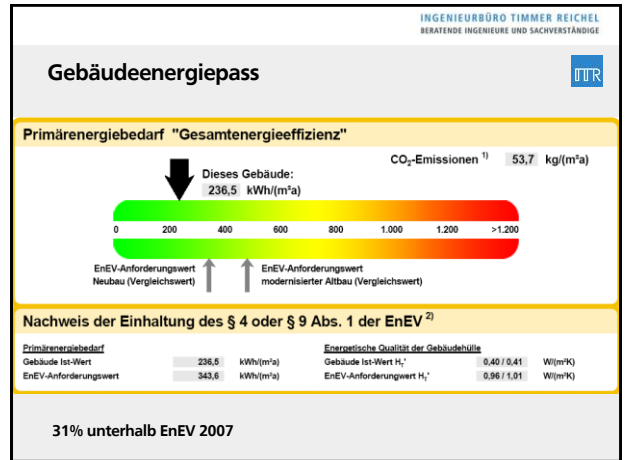 INGENIEURBÜRO TIMMER REICHEL
BERATENDE INGENIEURE UND SACHVERSTÄNDIGE
Gebäudeenergiepass
ITR
Primärenergiebedarf "Gesamtenergieeffizienz"
CO₂-Emissionen ¹⁾ 53,7 kg/(m²a)
Dieses Gebäude:
236,5 kWh/(m²a)
0 200 400 600 800 1.000 1.200 >1.200
EnEV-Anforderungswert EnEV-Anforderungswert
Neubau (Vergleichswert) modernisierter Altbau (Vergleichswert)
Nachweis der Einhaltung des § 4 oder § 9 Abs. 1 der EnEV ²⁾
Primärenergiebedarf Energetische Qualität der Gebäudehülle
Gebäude Ist-Wert 236,5 kWh/(m²a) Gebäude Ist-Wert H_T' 0,40 / 0,41 W/(m²K)
EnEV-Anforderungswert 343,6 kWh/(m²a) EnEV-Anforderungwert H_T' 0,96 / 1,01 W/(m²K)
31% unterhalb EnEV 2007